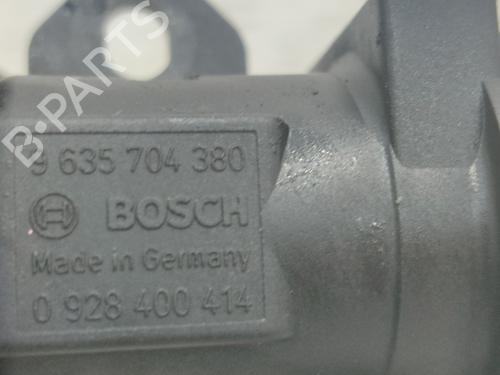 B-PARTS
9 635 704 380
BOSCH
Made in Germany
0 928 400 414